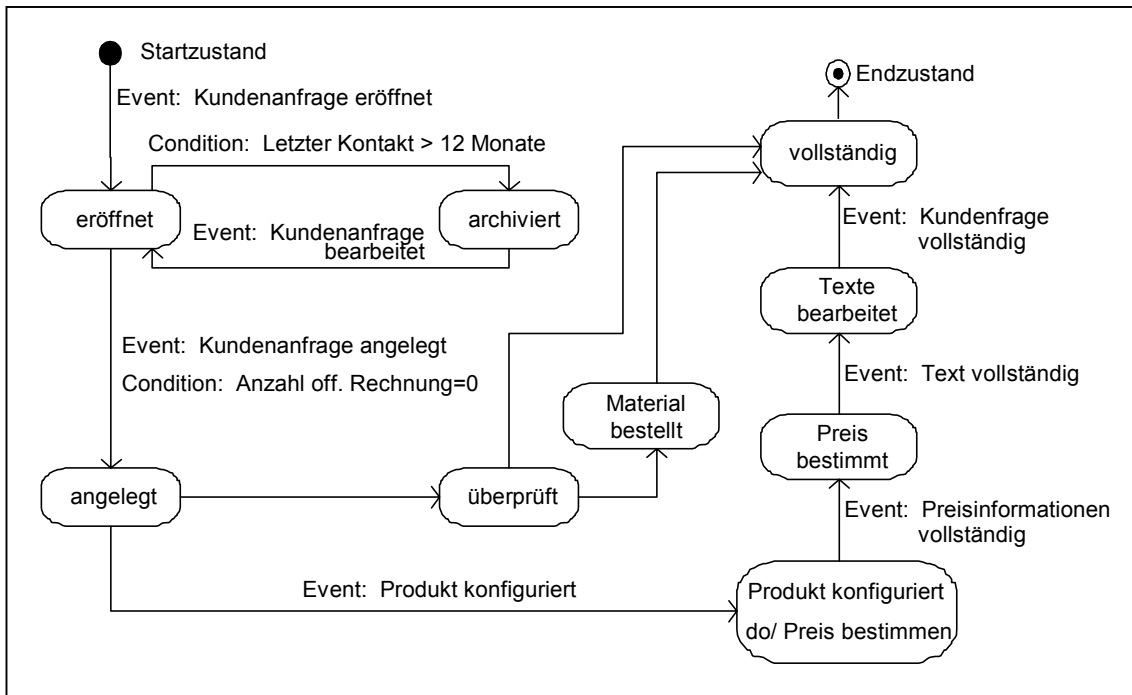 Startzustand
Endzustand
Event:  Kundenanfrage eröffnet
Condition:  Letzter Kontakt > 12 Monate
vollständig
eröffnet
archiviert
Event:  Kundenanfrage
bearbeitet
Event:  Kundenfrage
vollständig
Texte
bearbeitet
Event:  Kundenanfrage angelegt
Condition:  Anzahl off. Rechnung=0
Event:  Text vollständig
Material
bestellt
Preis
bestimmt
angelegt
überprüft
Event:  Preisinformationen
vollständig
Event:  Produkt konfiguriert
Produkt konfiguriert
do/ Preis bestimmen